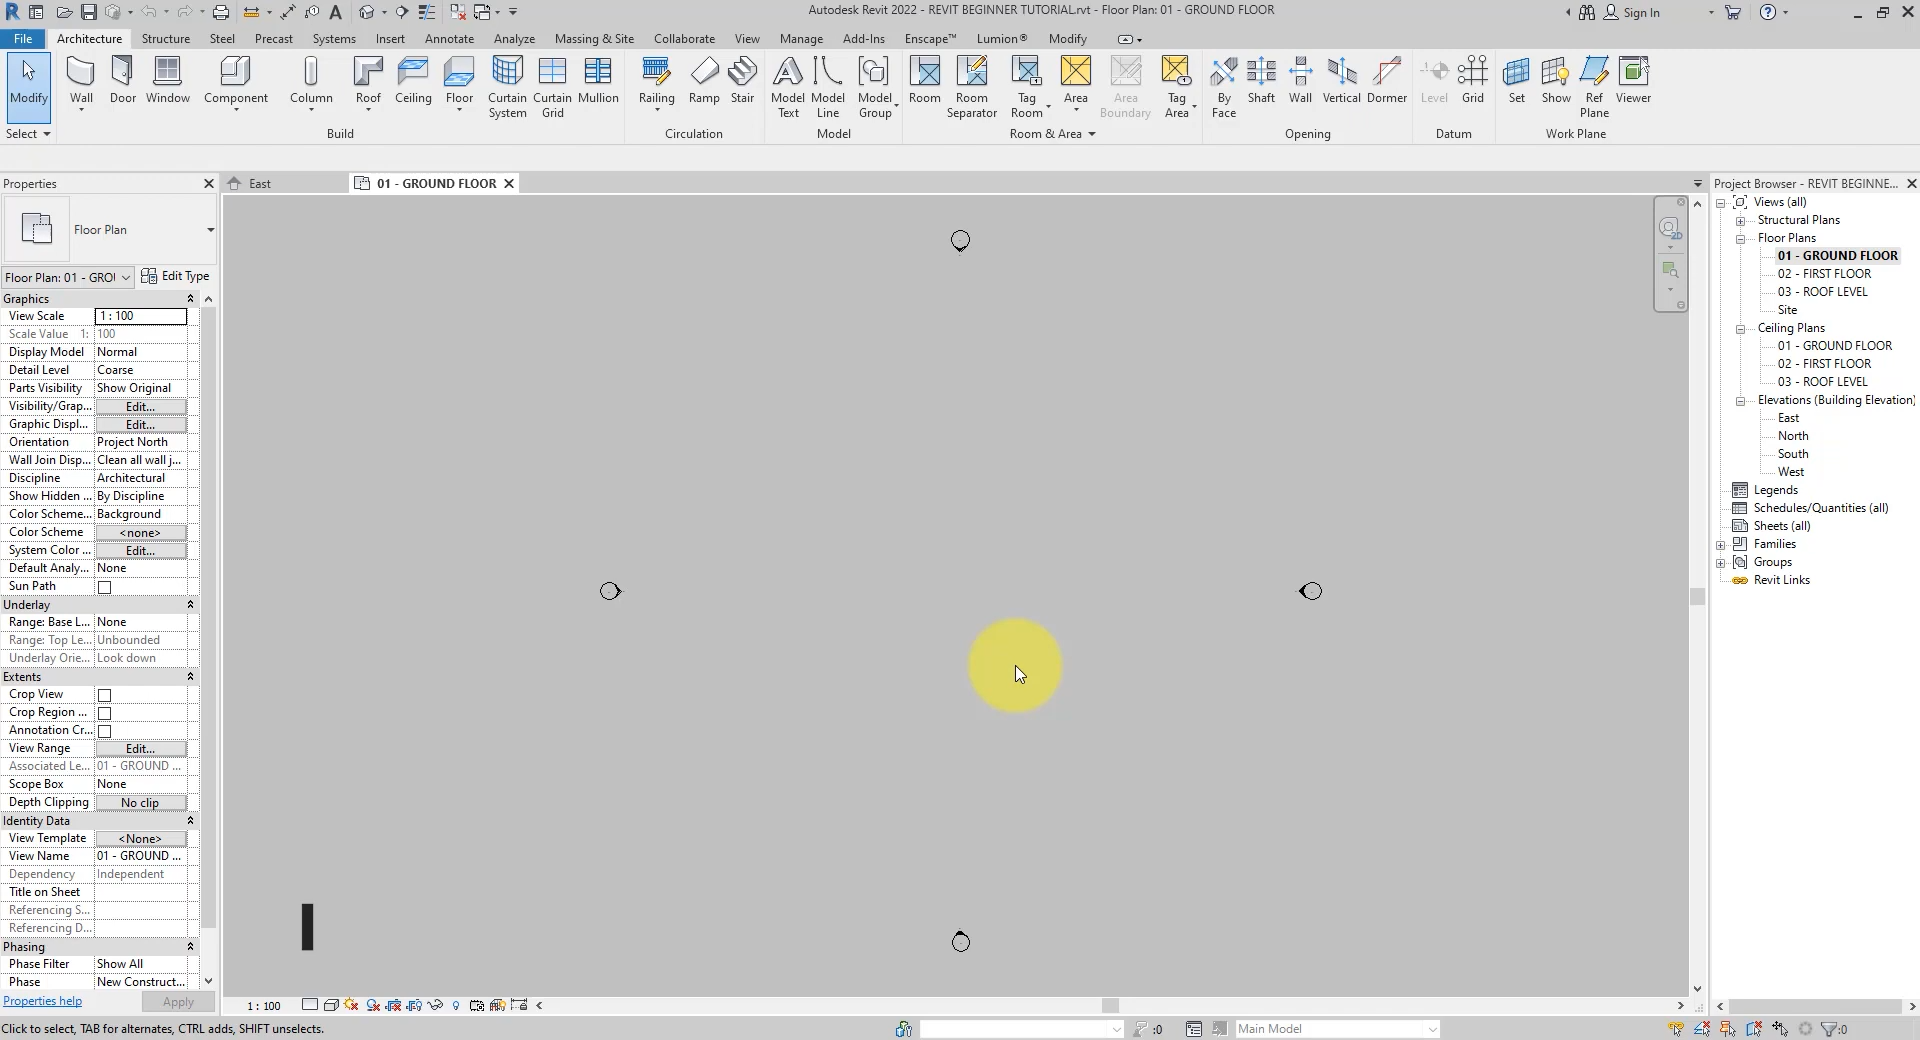 Autodesk Revit 2022 - REVIT BEGINNER TUTORIAL.rvt - Floor Plan: 01 - GROUND FLOOR
Sign In
File Architecture Structure Steel Precast Systems Insert Annotate Analyze Massing & Site Collaborate View Manage Add-Ins Enscape™ Lumion® Modify
Modify Wall Door Window Component Column Roof Ceiling Floor Curtain System Curtain Grid Mullion Railing Ramp Stair Model Text Model Line Model Group Room Room Separator Tag Room Area Area Boundary Tag Area By Face Shaft Wall Vertical Dormer Level Grid Set Show Ref Plane Viewer
Select Build Circulation Model Room & Area Opening Datum Work Plane
Properties
East
01 - GROUND FLOOR
Floor Plan
Floor Plan: 01 - GRO
Edit Type
Graphics
View Scale 1 : 100
Scale Value 1: 100
Display Model Normal
Detail Level Coarse
Parts Visibility Show Original
Visibility/Grap... Edit...
Graphic Displ... Edit...
Orientation Project North
Wall Join Disp... Clean all wall j...
Discipline Architectural
Show Hidden ... By Discipline
Color Scheme... Background
Color Scheme <none>
System Color ... Edit...
Default Analy... None
Sun Path
Underlay
Range: Base L... None
Range: Top Le... Unbounded
Underlay Orie... Look down
Extents
Crop View
Crop Region ...
Annotation Cr...
View Range Edit...
Associated Le... 01 - GROUND ...
Scope Box None
Depth Clipping No clip
Identity Data
View Template <None>
View Name 01 - GROUND ...
Dependency Independent
Title on Sheet
Referencing S...
Referencing D...
Phasing
Phase Filter Show All
Phase New Construct...
Properties help
Apply
2D
1 : 100
Project Browser - REVIT BEGINNE...
Views (all)
Structural Plans
Floor Plans
01 - GROUND FLOOR
02 - FIRST FLOOR
03 - ROOF LEVEL
Site
Ceiling Plans
01 - GROUND FLOOR
02 - FIRST FLOOR
03 - ROOF LEVEL
Elevations (Building Elevation)
East
North
South
West
Legends
Schedules/Quantities (all)
Sheets (all)
Families
Groups
Revit Links
Click to select, TAB for alternates, CTRL adds, SHIFT unselects.
:0
Main Model
:0